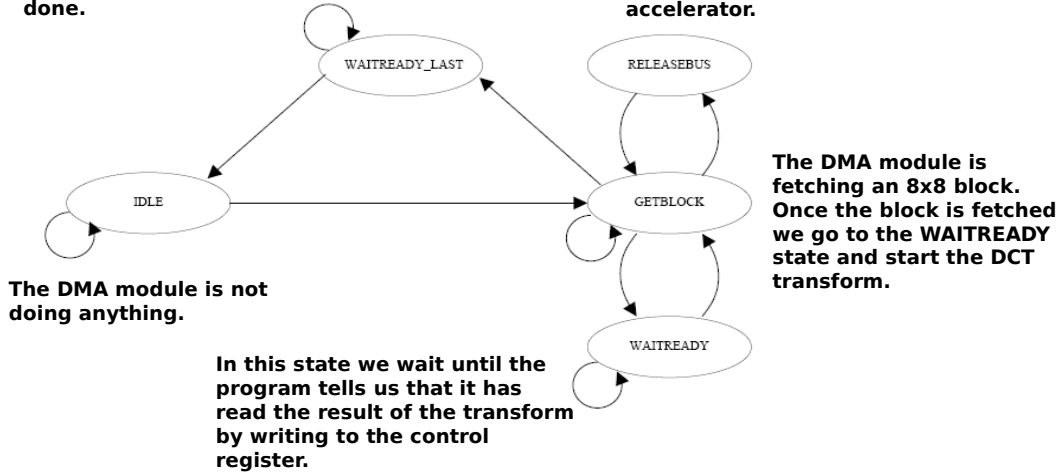 done.
accelerator.
WAITREADY_LAST
RELEASEBUS
The DMA module is
fetching an 8x8 block.
Once the block is fetched
we go to the WAITREADY
state and start the DCT
transform.
IDLE
GETBLOCK
The DMA module is not
doing anything.
WAITREADY
In this state we wait until the
program tells us that it has
read the result of the transform
by writing to the control
register.